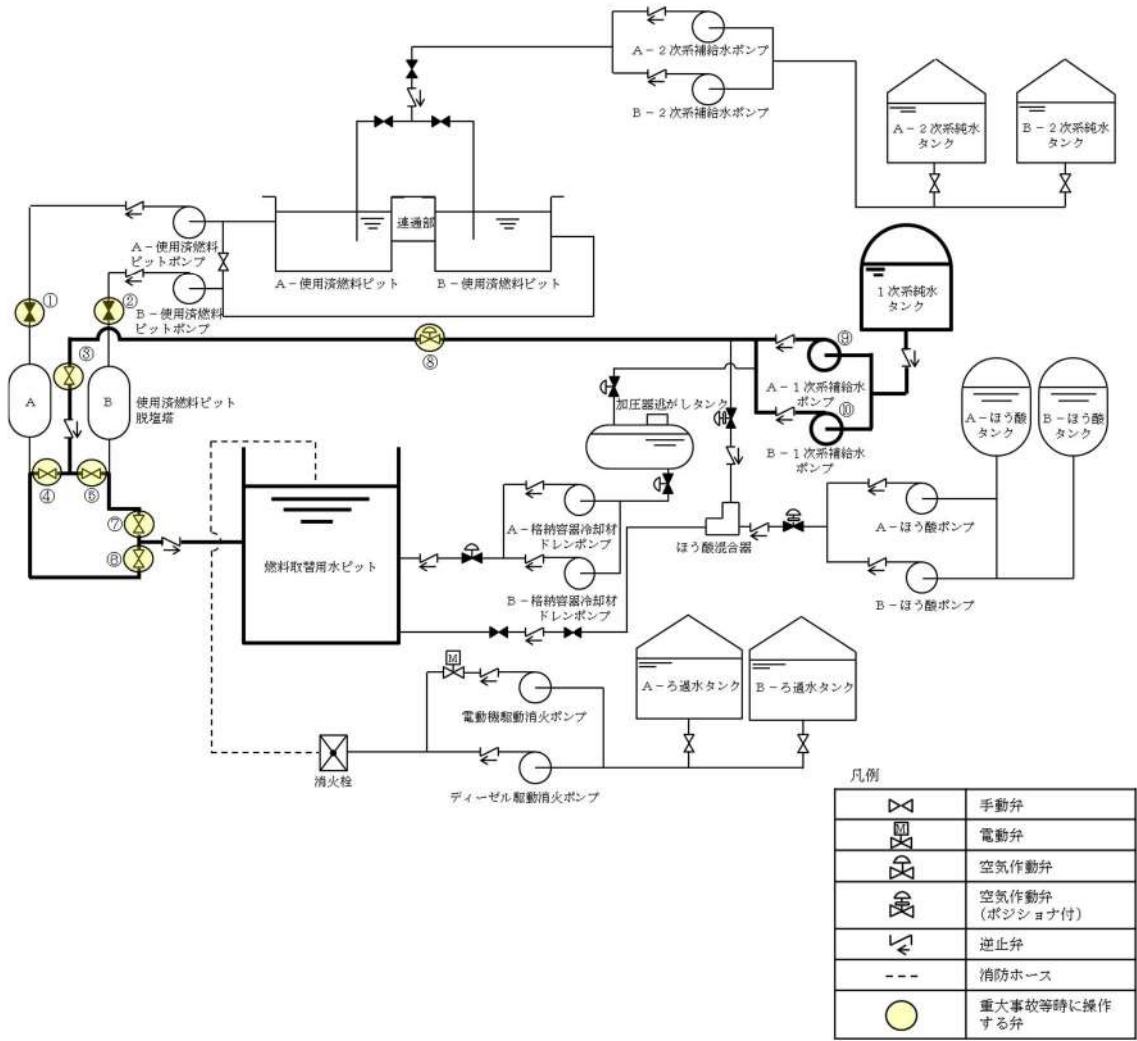 A－2次系補給水ポンプ
B－2次系補給水ポンプ
A－2次系純水
タンク
B－2次系純水
タンク
連通部
A－使用済燃料
ピットポンプ
A－使用済燃料ピット
B－使用済燃料ピット
1次系純水
タンク
①
②
B－使用済燃料
ピットポンプ
③
⑧
⑨
A－1次系補給水
ポンプ
A
B
使用済燃料ピット
脱塩塔
加圧器逃がしタンク
⑩
B－1次系補給水
ポンプ
A－ほう酸
タンク
B－ほう酸
タンク
④
⑥
⑦
⑧
A－格納容器冷却材
ドレンポンプ
ほう酸混合器
A－ほう酸ポンプ
燃料取替用水ピット
B－格納容器冷却材
ドレンポンプ
B－ほう酸ポンプ
M
電動機駆動消火ポンプ
A－ろ過水タンク
B－ろ過水タンク
消火栓
ディーゼル駆動消火ポンプ
凡例
手動弁
M
電動弁
空気作動弁
空気作動弁
(ポジショナ付)
逆止弁
消防ホース
重大事故等時に操作
する弁